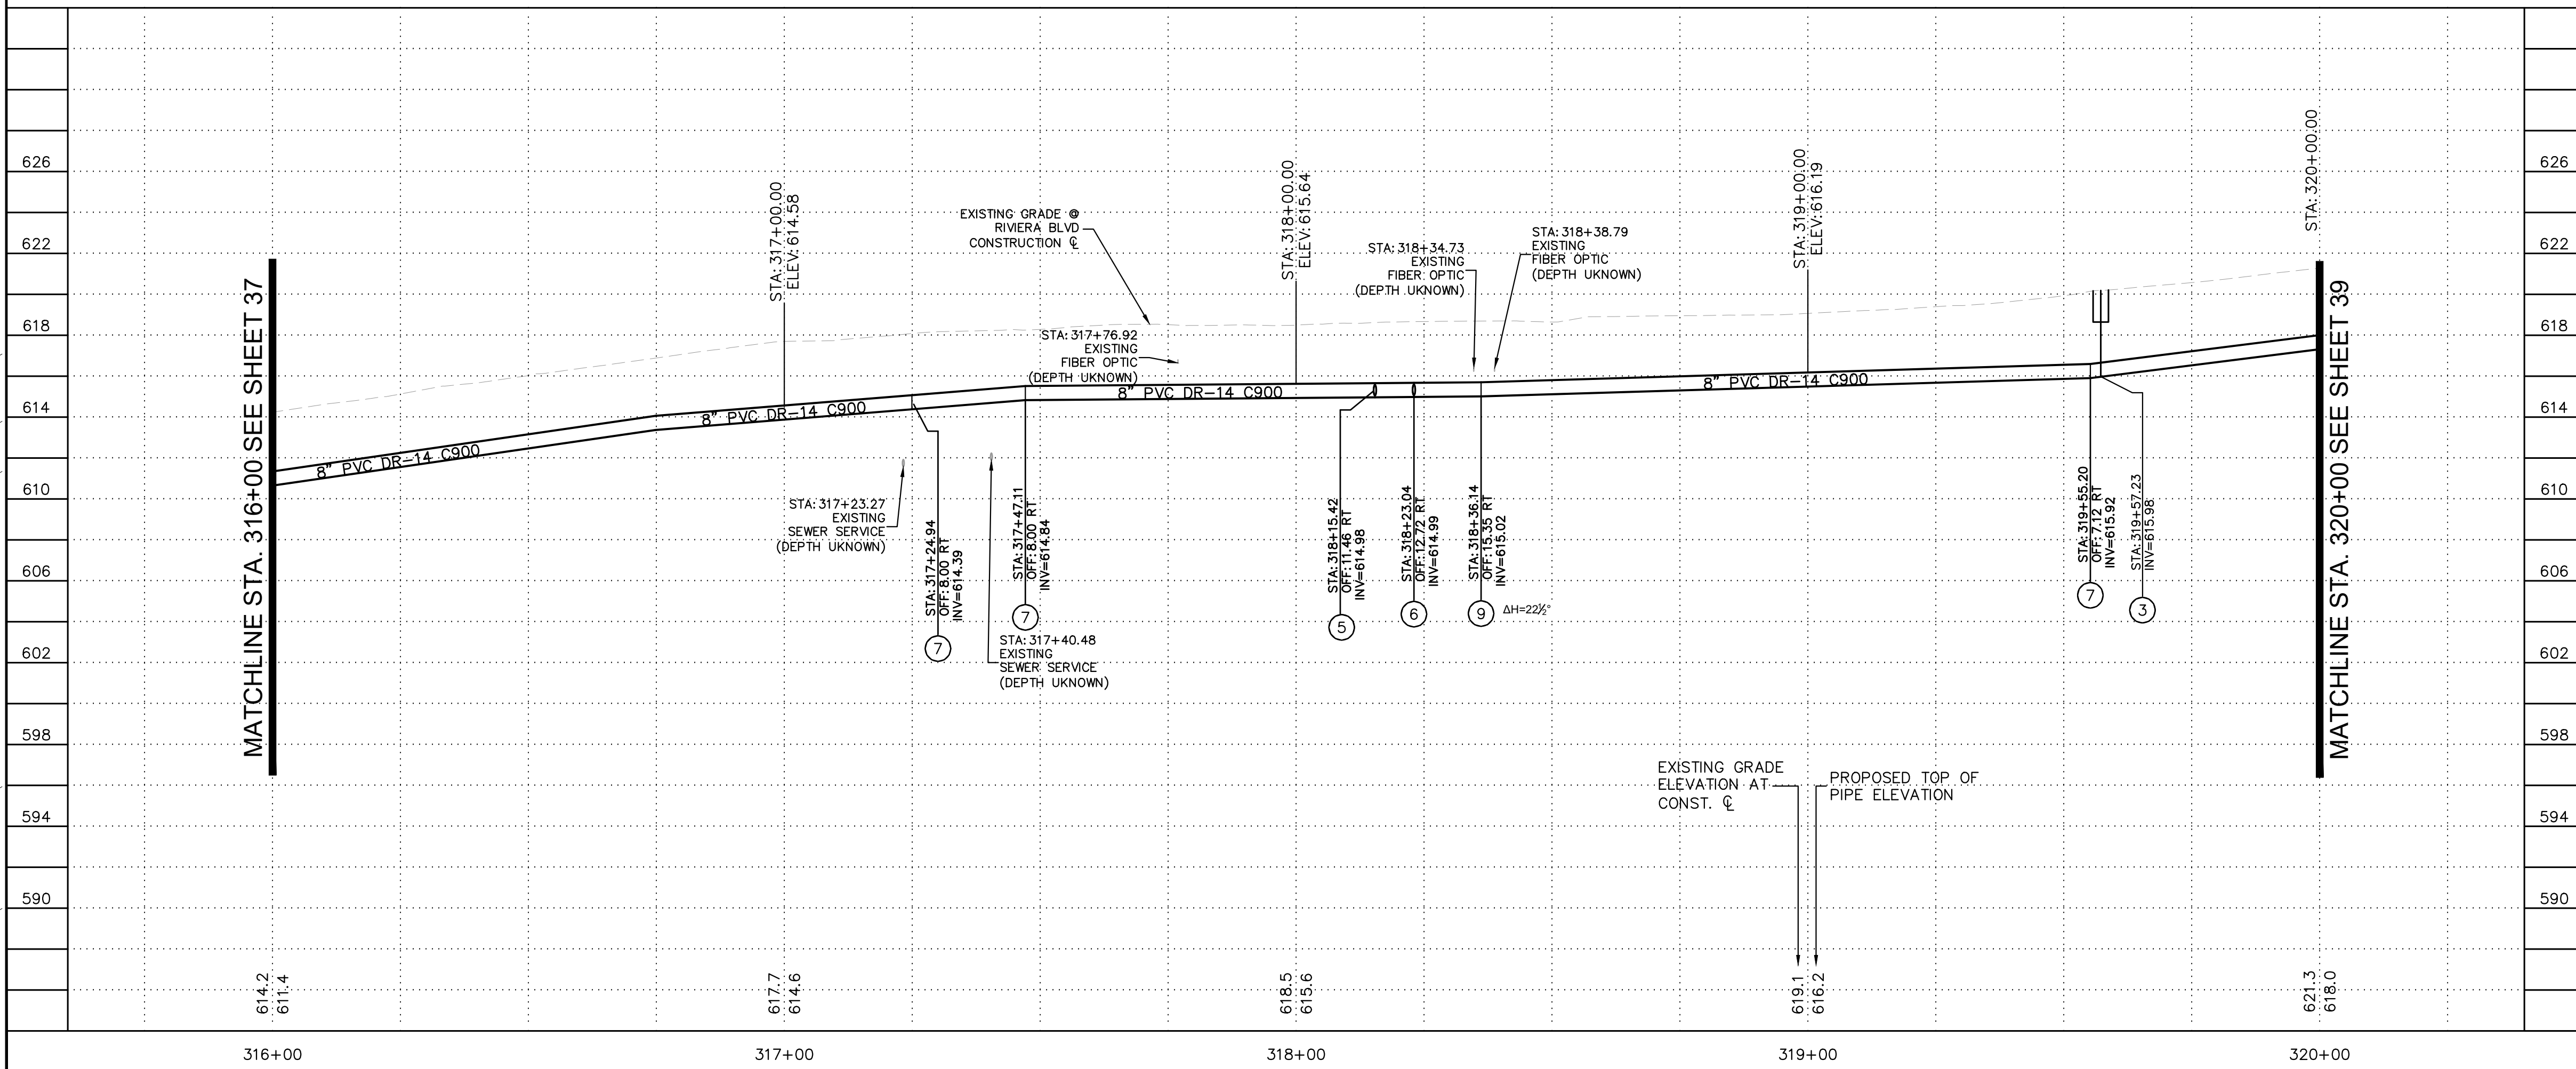 STA: 320+00.00
STA: 319+00.00
ELEV: 616.19
STA: 318+00.00
ELEV: 615.64
STA: 317+00.00
ELEV: 614.58
626
626
622
622
618
618
614
614
610
610
606
606
602
602
598
598
594
594
590
590
EXISTING GRADE @
RIVIERA BLVD
CONSTRUCTION ℄
STA: 318+34.73
EXISTING
FIBER OPTIC
(DEPTH UKNOWN)
STA: 318+38.79
EXISTING
FIBER OPTIC
(DEPTH UKNOWN)
STA: 317+76.92
EXISTING
FIBER OPTIC
(DEPTH UKNOWN)
MATCHLINE STA. 316+00 SEE SHEET 37
MATCHLINE STA. 320+00 SEE SHEET 39
8" PVC DR-14 C900
8" PVC DR-14 C900
8" PVC DR-14 C900
8" PVC DR-14 C900
STA: 317+23.27
EXISTING
SEWER SERVICE
(DEPTH UKNOWN)
STA: 317+24.94
OFF: 8.00 RT
INV=614.39
7
STA: 317+47.11
OFF: 8.00 RT
INV=614.84
7
STA: 317+40.48
EXISTING
SEWER SERVICE
(DEPTH UKNOWN)
STA: 318+15.42
OFF: 11.46 RT
INV=614.98
5
STA: 318+23.04
OFF: 12.72 RT
INV=614.99
6
STA: 318+36.14
OFF: 15.35 RT
INV=615.02
9
ΔH=22½°
STA: 319+55.20
OFF: 7.12 RT
INV=615.92
7
STA: 319+57.23
INV=615.98
3
EXISTING GRADE
ELEVATION AT
CONST. ℄
PROPOSED TOP OF
PIPE ELEVATION
614.2
611.4
617.7
614.6
618.5
615.6
619.1
616.2
621.3
618.0
316+00
317+00
318+00
319+00
320+00